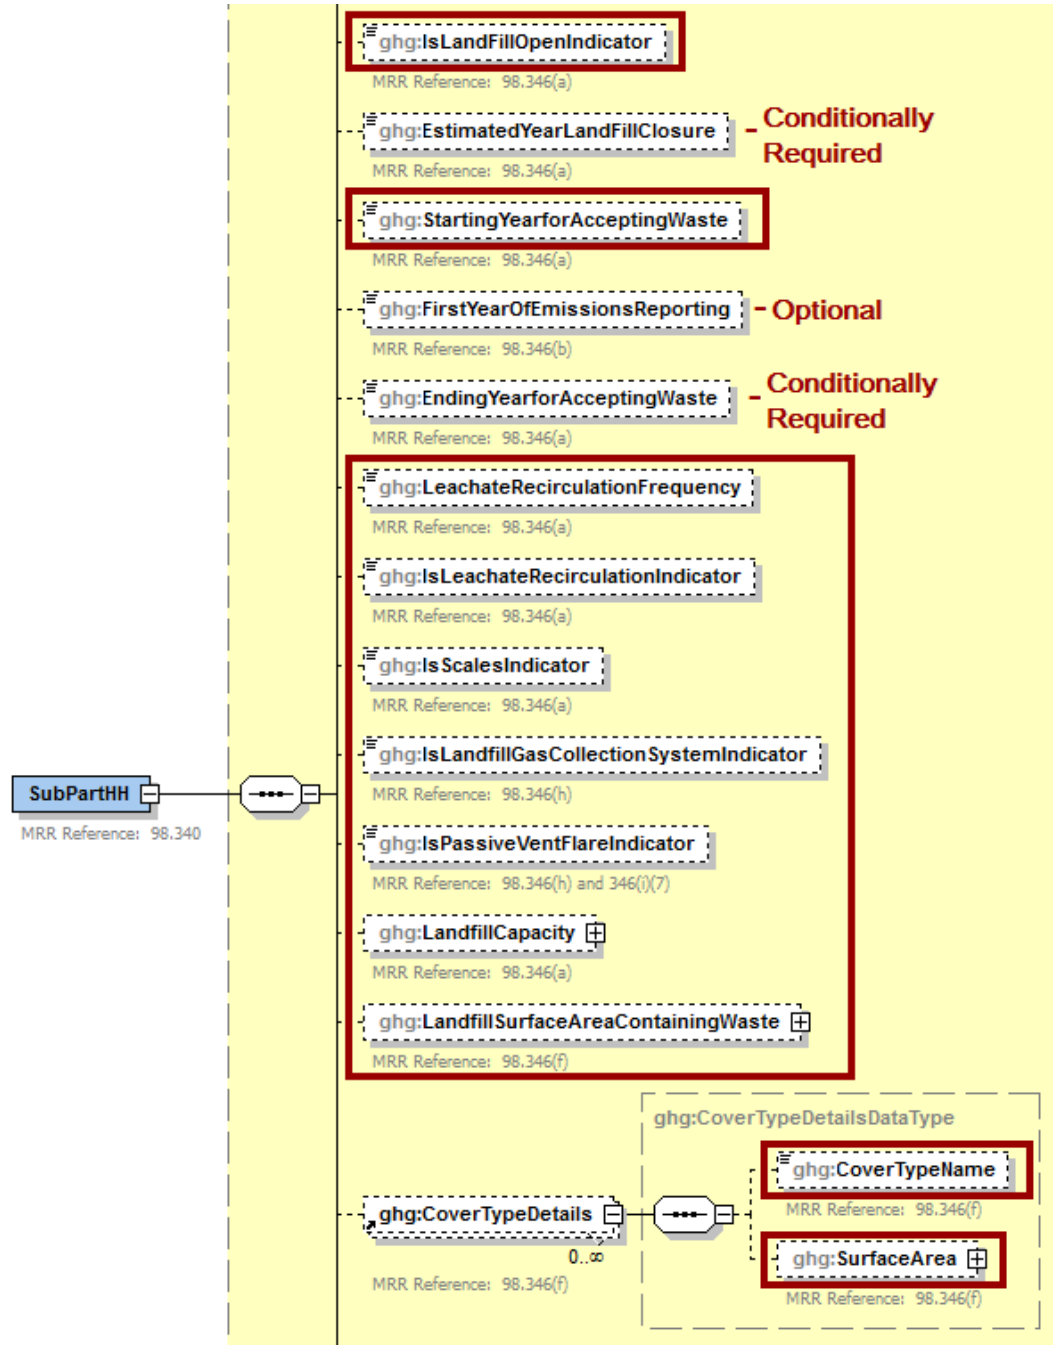 ghg:IsLandFillOpenIndicator
MRR Reference: 98.346(a)
ghg:EstimatedYearLandFillClosure
- Conditionally
Required
MRR Reference: 98.346(a)
ghg:StartingYearforAcceptingWaste
MRR Reference: 98.346(a)
ghg:FirstYearOfEmissionsReporting
- Optional
MRR Reference: 98.346(b)
ghg:EndingYearforAcceptingWaste
- Conditionally
Required
MRR Reference: 98.346(a)
ghg:LeachateRecirculationFrequency
MRR Reference: 98.346(a)
ghg:IsLeachateRecirculationIndicator
MRR Reference: 98.346(a)
ghg:IsScalesIndicator
MRR Reference: 98.346(a)
ghg:IsLandfillGasCollectionSystemIndicator
MRR Reference: 98.346(h)
SubPartHH
MRR Reference: 98.340
ghg:IsPassiveVentFlareIndicator
MRR Reference: 98.346(h) and 346(i)(7)
ghg:LandfillCapacity
MRR Reference: 98.346(a)
ghg:LandfillSurfaceAreaContainingWaste
MRR Reference: 98.346(f)
ghg:CoverTypeDetailsDataType
ghg:CoverTypeName
MRR Reference: 98.346(f)
ghg:CoverTypeDetails
0..∞
MRR Reference: 98.346(f)
ghg:SurfaceArea
MRR Reference: 98.346(f)